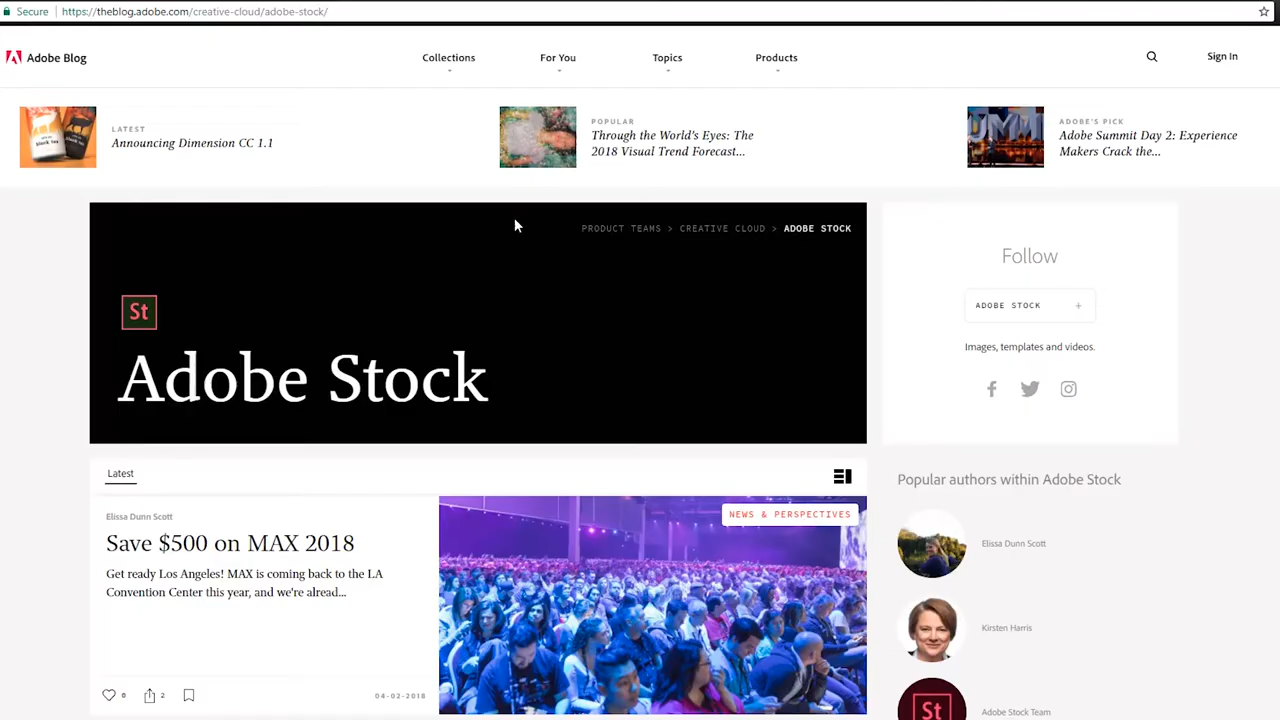 Secure https://theblog.adobe.com/creative-cloud/adobe-stock/
Adobe Blog
Collections
For You
Topics
Products
Sign In
LATEST
Announcing Dimension CC 1.1
POPULAR
Through the World's Eyes: The
2018 Visual Trend Forecast...
ADOBE'S PICK
Adobe Summit Day 2: Experience
Makers Crack the...
PRODUCT TEAMS > CREATIVE CLOUD > ADOBE STOCK
St
Adobe Stock
Follow
ADOBE STOCK +
Images, templates and videos.
Latest
Elissa Dunn Scott
Save $500 on MAX 2018
Get ready Los Angeles! MAX is coming back to the LA
Convention Center this year, and we're alread...
2
04-02-2018
NEWS & PERSPECTIVES
Popular authors within Adobe Stock
Elissa Dunn Scott
Kirsten Harris
St
Adobe Stock Team